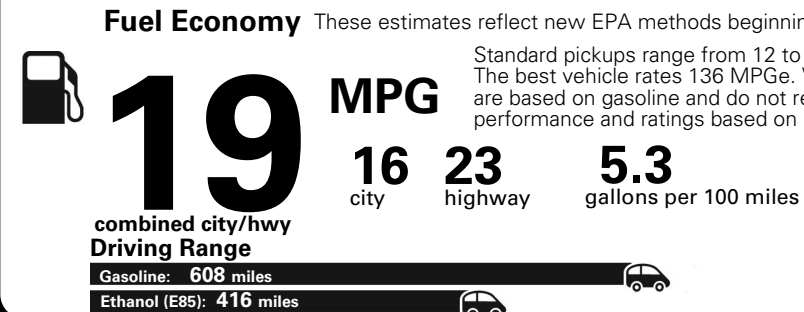 Fuel Economy These estimates reflect new EPA methods beginnin
Standard pickups range from 12 to
The best vehicle rates 136 MPGe. V
are based on gasoline and do not re
performance and ratings based on
19 MPG
16 23 5.3
city highway gallons per 100 miles
combined city/hwy
Driving Range
Gasoline: 608 miles
Ethanol (E85): 416 miles